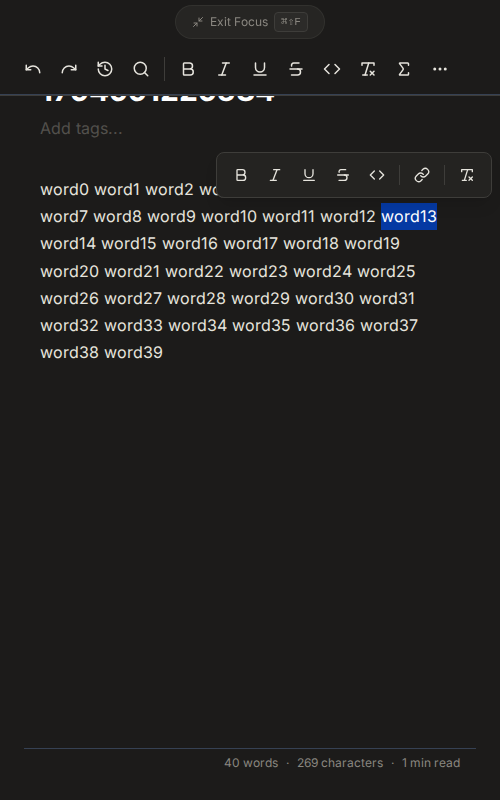 Exit Focus ⌘⇧F
Add tags...
word0 word1 word2
word7 word8 word9 word10 word11 word12 word13
word14 word15 word16 word17 word18 word19
word20 word21 word22 word23 word24 word25
word26 word27 word28 word29 word30 word31
word32 word33 word34 word35 word36 word37
word38 word39
40 words · 269 characters · 1 min read